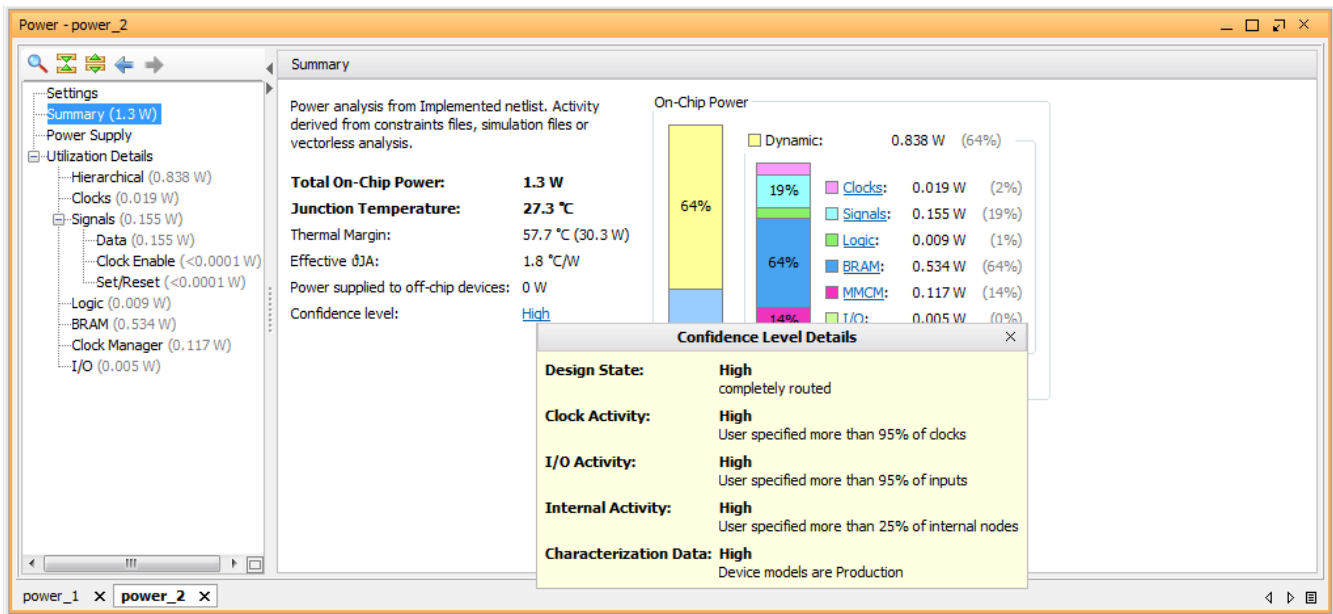 Power - power_2
Summary
Settings
Summary (1.3 W)
Power Supply
Utilization Details
Hierarchical (0.838 W)
Clocks (0.019 W)
Signals (0.155 W)
Data (0.155 W)
Clock Enable (<0.0001 W)
Set/Reset (<0.0001 W)
Logic (0.009 W)
BRAM (0.534 W)
Clock Manager (0.117 W)
I/O (0.005 W)
Power analysis from Implemented netlist. Activity
derived from constraints files, simulation files or
vectorless analysis.
Total On-Chip Power: 1.3 W
Junction Temperature: 27.3 °C
Thermal Margin: 57.7 °C (30.3 W)
Effective ϑJA: 1.8 °C/W
Power supplied to off-chip devices: 0 W
Confidence level: High
On-Chip Power
64%
Dynamic: 0.838 W (64%)
19%
64%
14%
Clocks: 0.019 W (2%)
Signals: 0.155 W (19%)
Logic: 0.009 W (1%)
BRAM: 0.534 W (64%)
MMCM: 0.117 W (14%)
I/O: 0.005 W (0%)
Confidence Level Details
Design State: High
completely routed
Clock Activity: High
User specified more than 95% of clocks
I/O Activity: High
User specified more than 95% of inputs
Internal Activity: High
User specified more than 25% of internal nodes
Characterization Data: High
Device models are Production
power_1
power_2